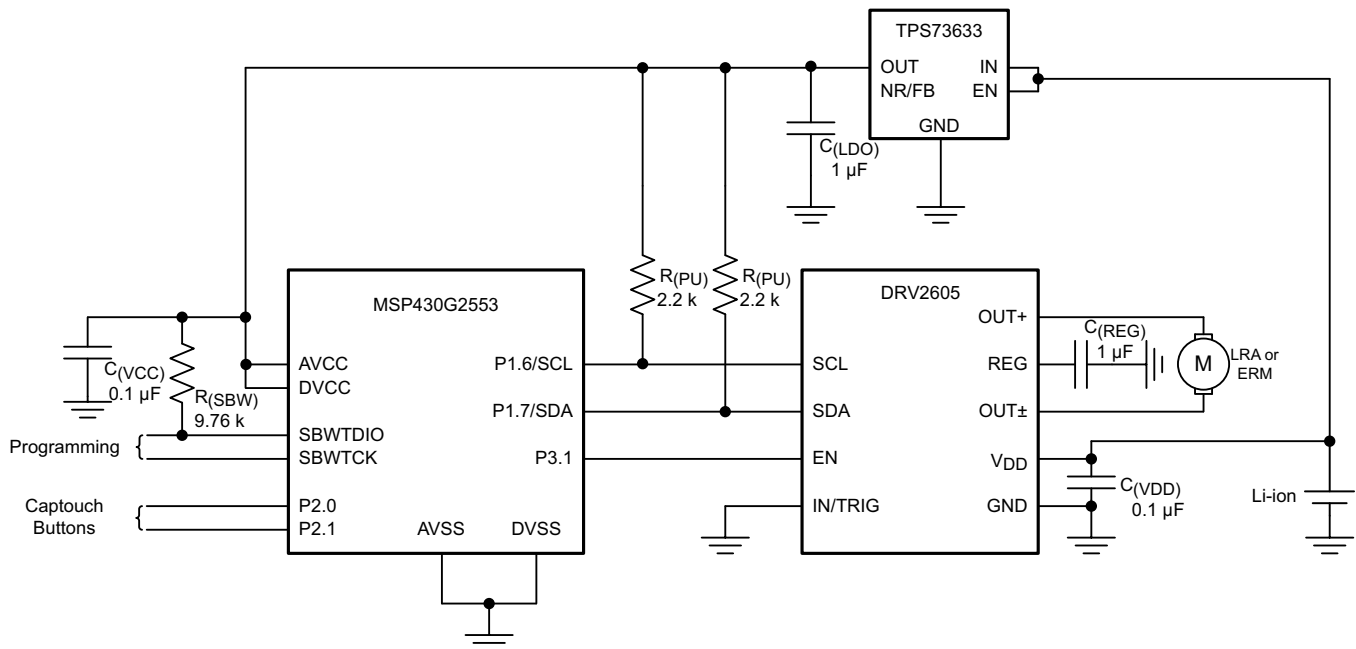 TPS73633
OUT
IN
NR/FB
EN
GND
C(LDO)
1 µF
R(PU)
2.2 k
R(PU)
2.2 k
MSP430G2553
AVCC
DVCC
SBWTDIO
SBWTCK
P2.0
P2.1
AVSS
DVSS
P1.6/SCL
P1.7/SDA
P3.1
C(VCC)
0.1 µF
R(SBW)
9.76 k
Programming
Captouch
Buttons
DRV2605
SCL
SDA
EN
IN/TRIG
OUT+
REG
OUT±
VDD
GND
C(REG)
1 µF
M
LRA or
ERM
C(VDD)
0.1 µF
Li-ion